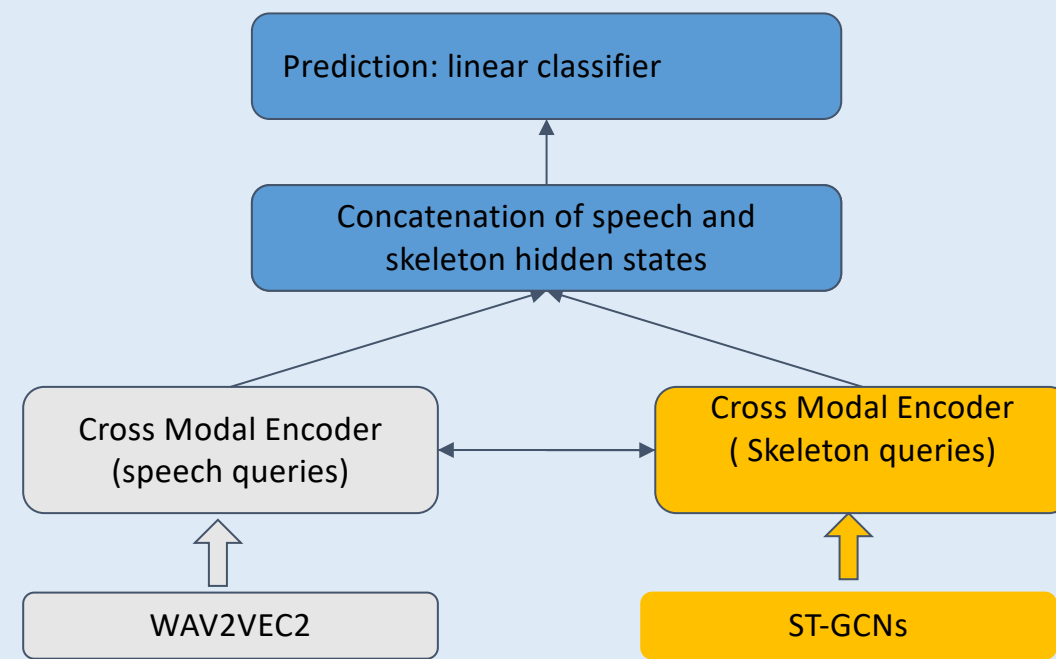 Prediction: linear classifier
Concatenation of speech and
skeleton hidden states
Cross Modal Encoder
(speech queries)
Cross Modal Encoder
( Skeleton queries)
WAV2VEC2
ST-GCNs